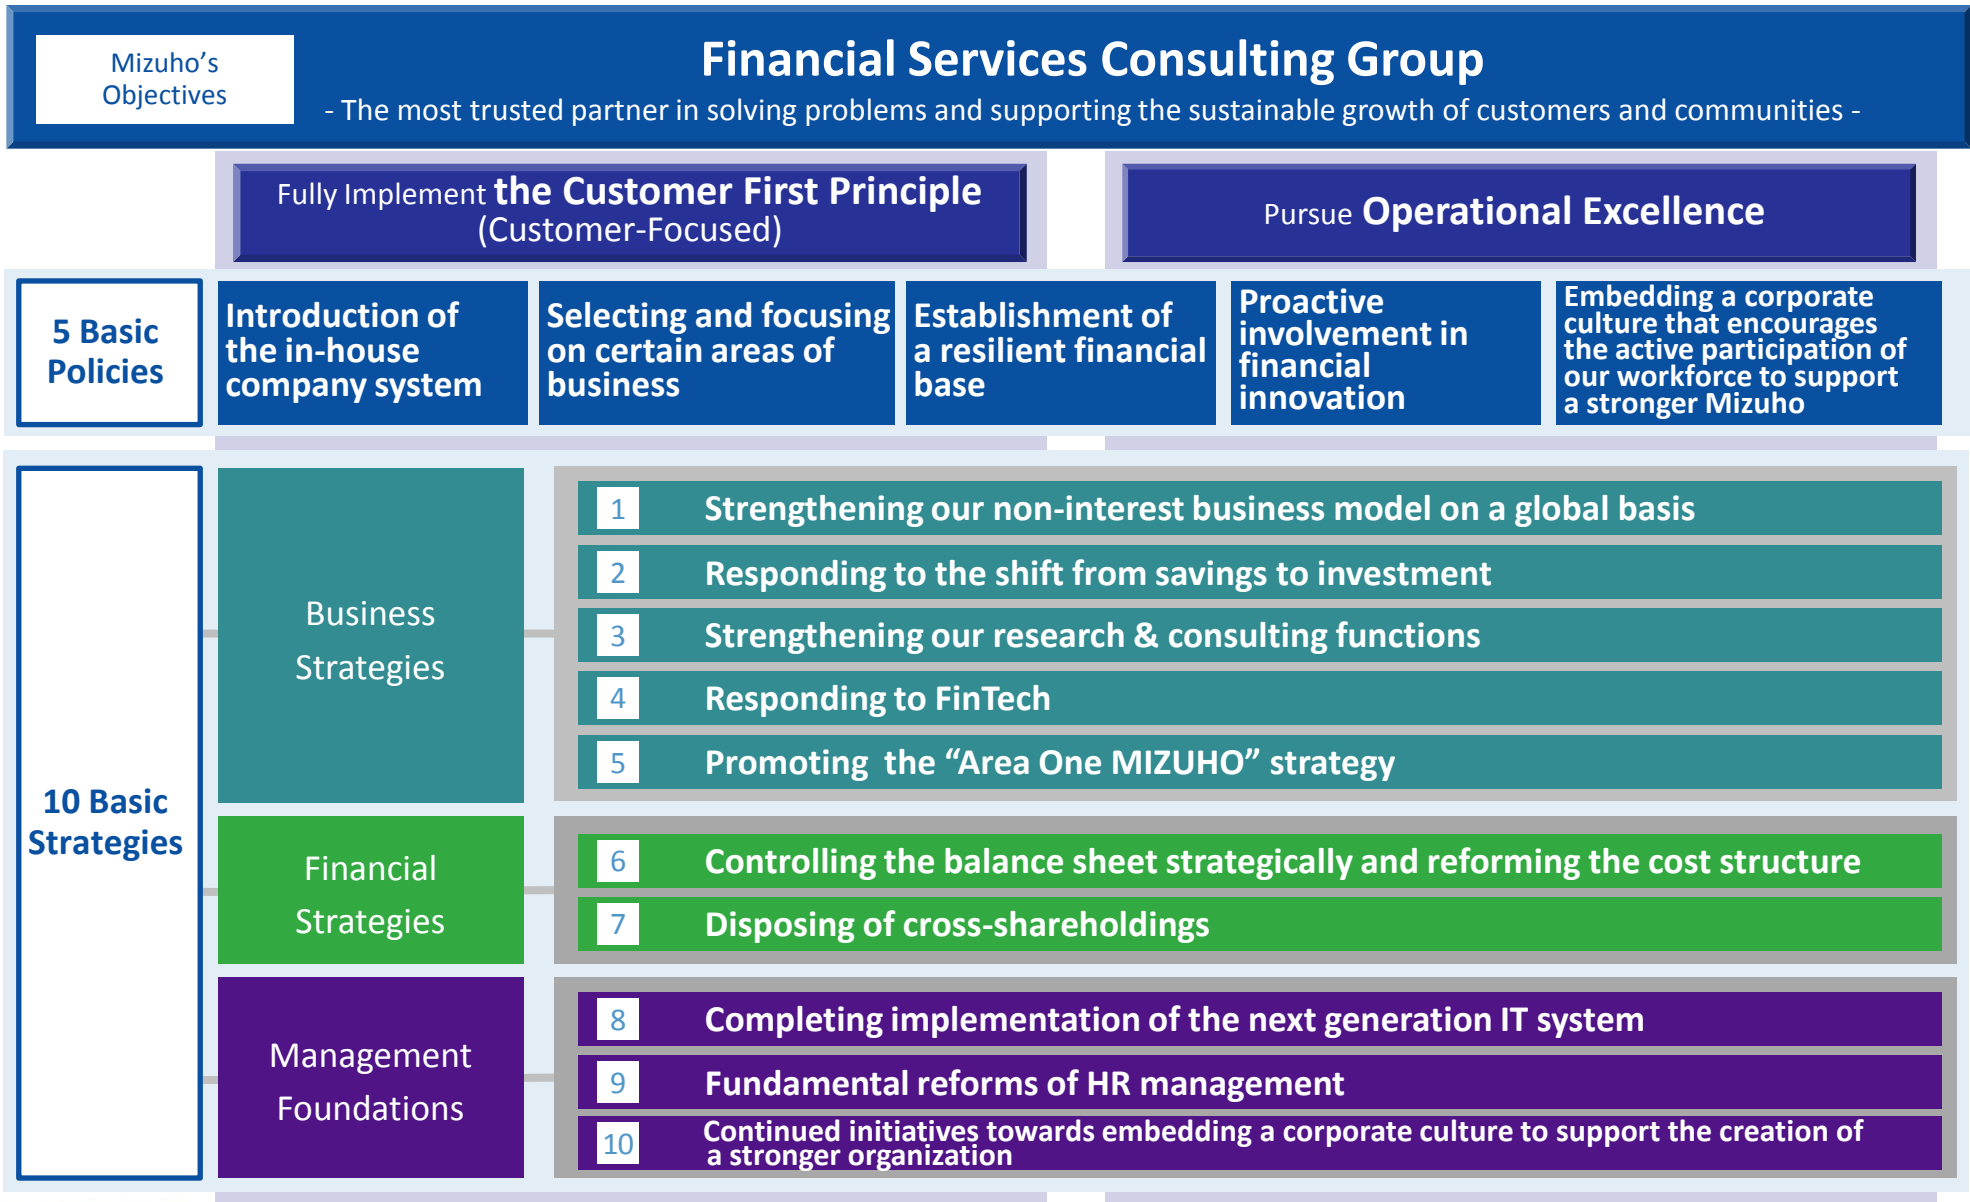 Mizuho’s
Objectives
Financial Services Consulting Group
- The most trusted partner in solving problems and supporting the sustainable growth of customers and communities -
Fully Implement the Customer First Principle
(Customer-Focused)
Pursue Operational Excellence
5 Basic
Policies
Introduction of
the in-house
company system
Selecting and focusing
on certain areas of
business
Establishment of
a resilient financial
base
Proactive
involvement in
financial
innovation
Embedding a corporate
culture that encourages
the active participation of
our workforce to support
a stronger Mizuho
10 Basic
Strategies
Business
Strategies
1 Strengthening our non-interest business model on a global basis
2 Responding to the shift from savings to investment
3 Strengthening our research & consulting functions
4 Responding to FinTech
5 Promoting the “Area One MIZUHO” strategy
Financial
Strategies
6 Controlling the balance sheet strategically and reforming the cost structure
7 Disposing of cross-shareholdings
Management
Foundations
8 Completing implementation of the next generation IT system
9 Fundamental reforms of HR management
10 Continued initiatives towards embedding a corporate culture to support the creation of
a stronger organization